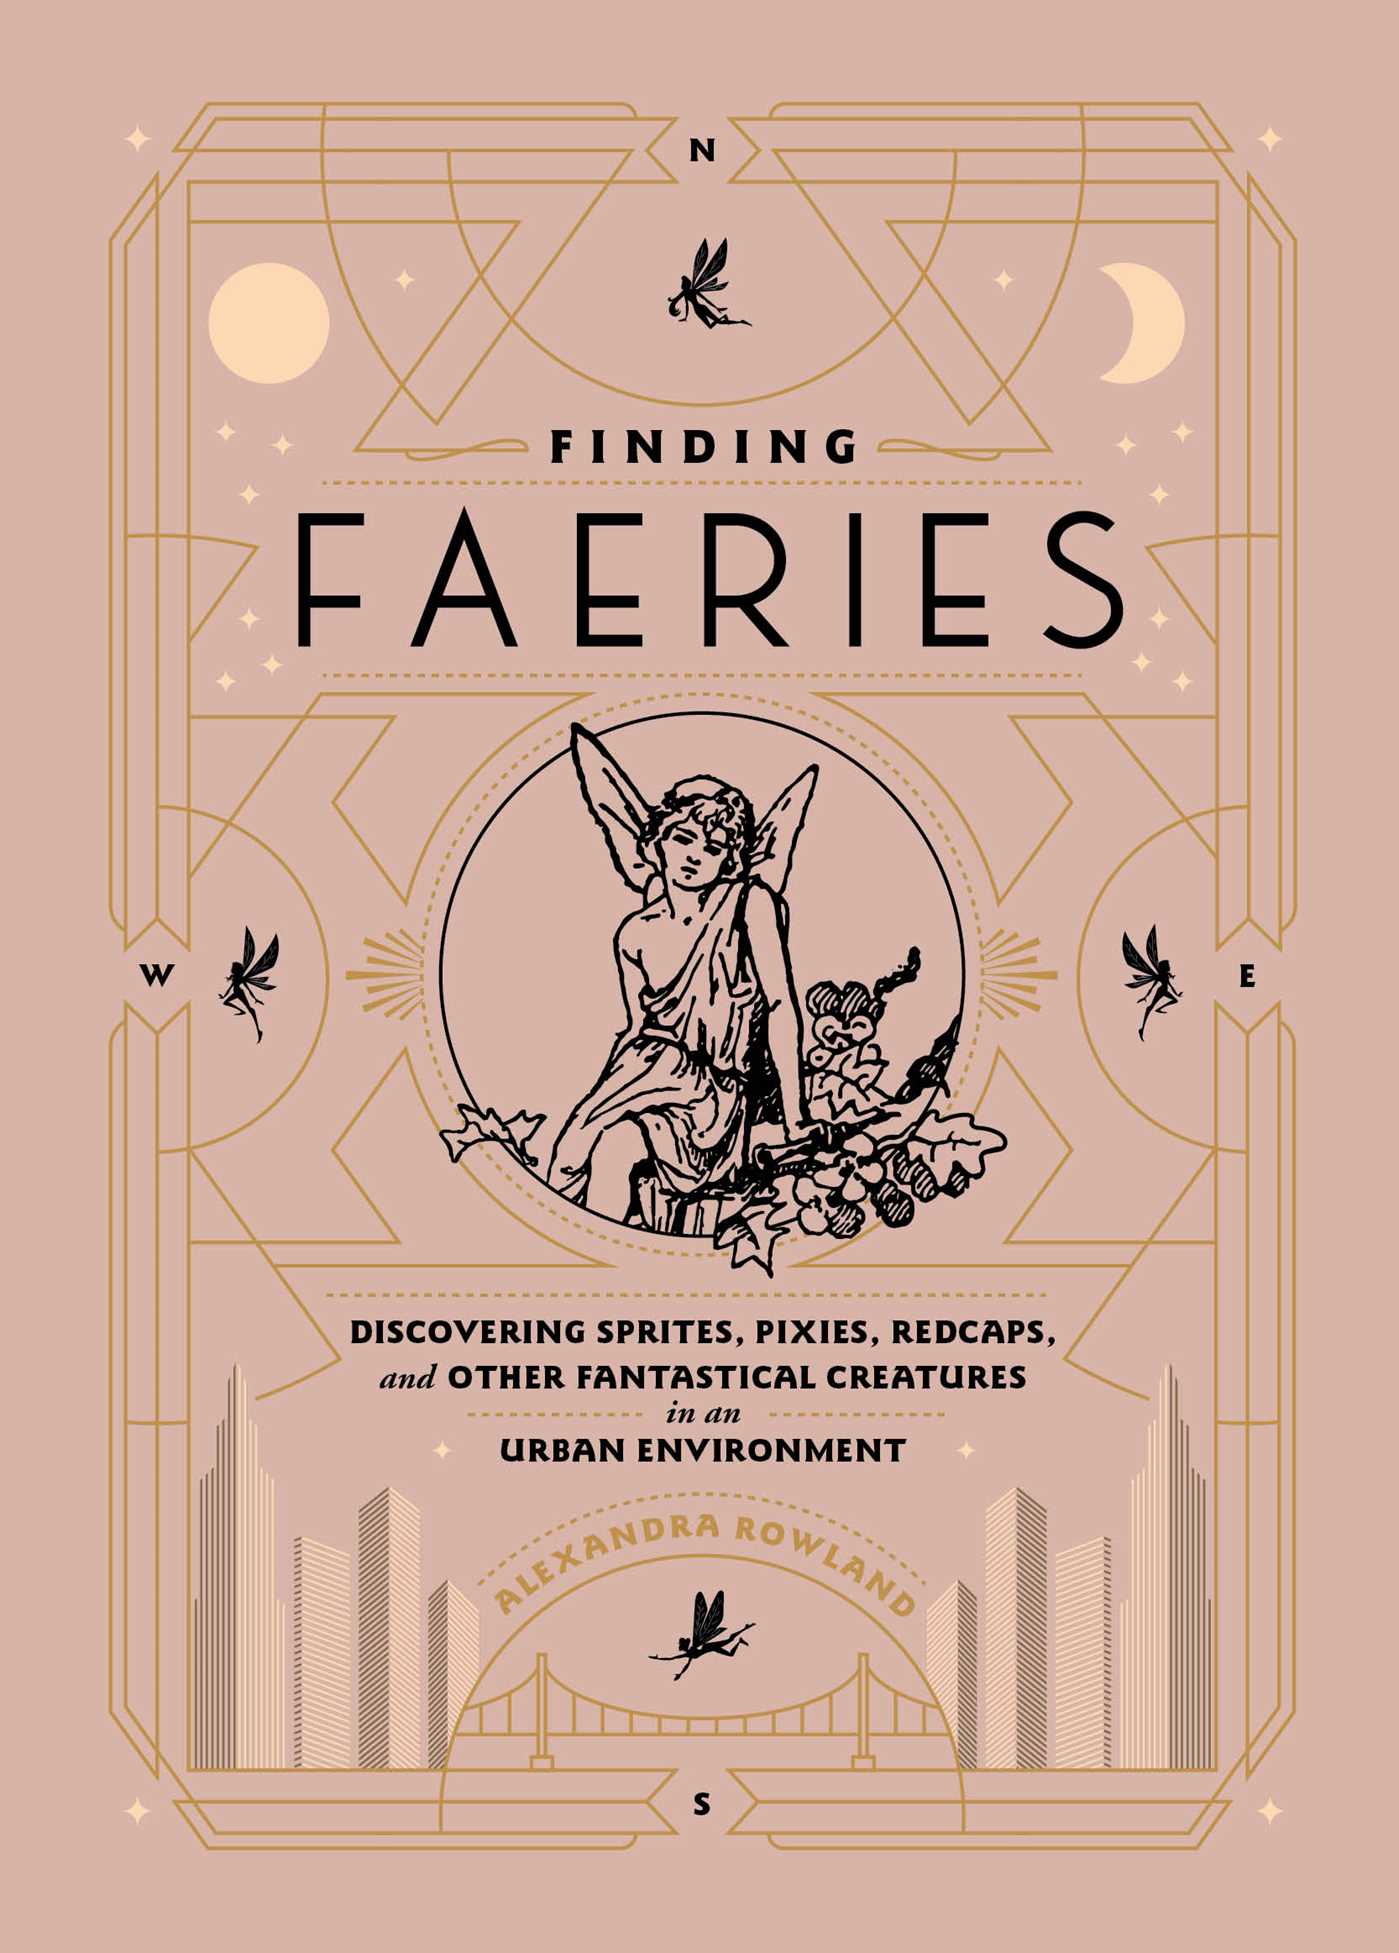 N
FINDING
FAERIES
W
E
DISCOVERING SPRITES, PIXIES, REDCAPS,
and OTHER FANTASTICAL CREATURES
in an
URBAN ENVIRONMENT
ALEXANDRA ROWLAND
S